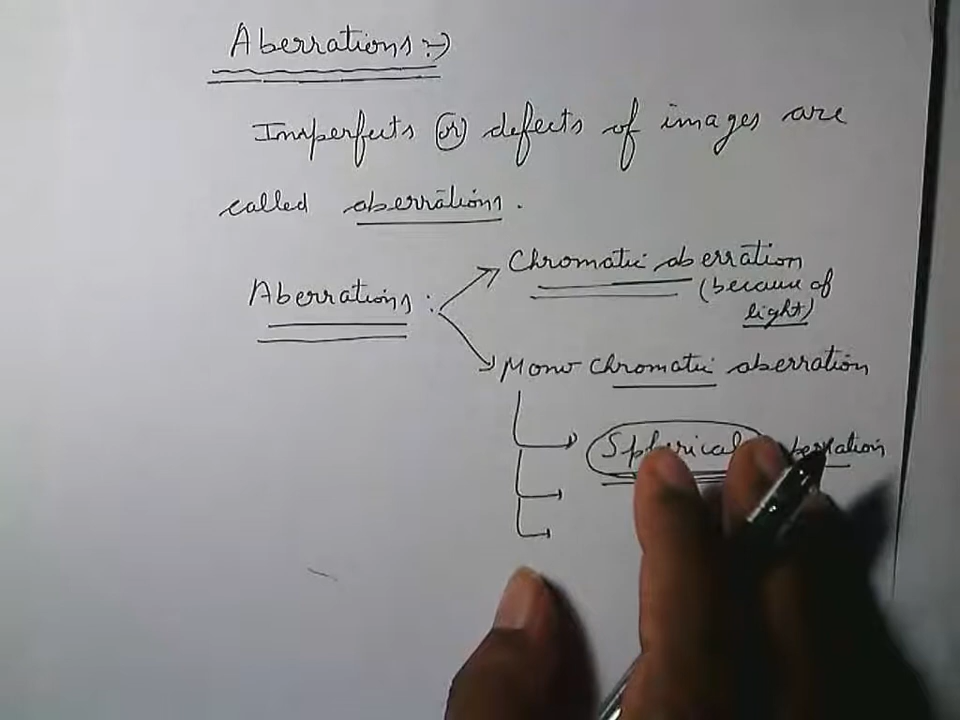 Aberrations :-)
Imperfects (or) defects of images are
called aberrations.
Aberrations :
Chromatic aberration
(because of
light)
Mono chromatic aberration
Spherical aberration